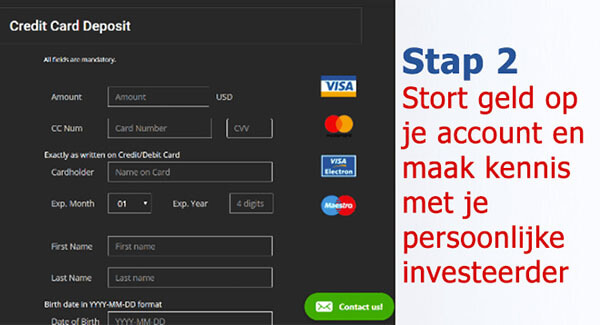 Credit Card Deposit
All fields are mandatory.
Amount Amount USD
VISA
CC Num Card Number CVV
mastercard
Exactly as written on Credit/Debit Card
Cardholder Name on Card
VISA
Electron
Exp. Month 01 Exp. Year 4 digits
Maestro
First Name First name
Last Name Last name
Contact us!
Birth date in YYYY-MM-DD format
Date of Birth YYYY-MM-DD
Stap 2
Stort geld op
je account en
maak kennis
met je
persoonlijke
investeerder